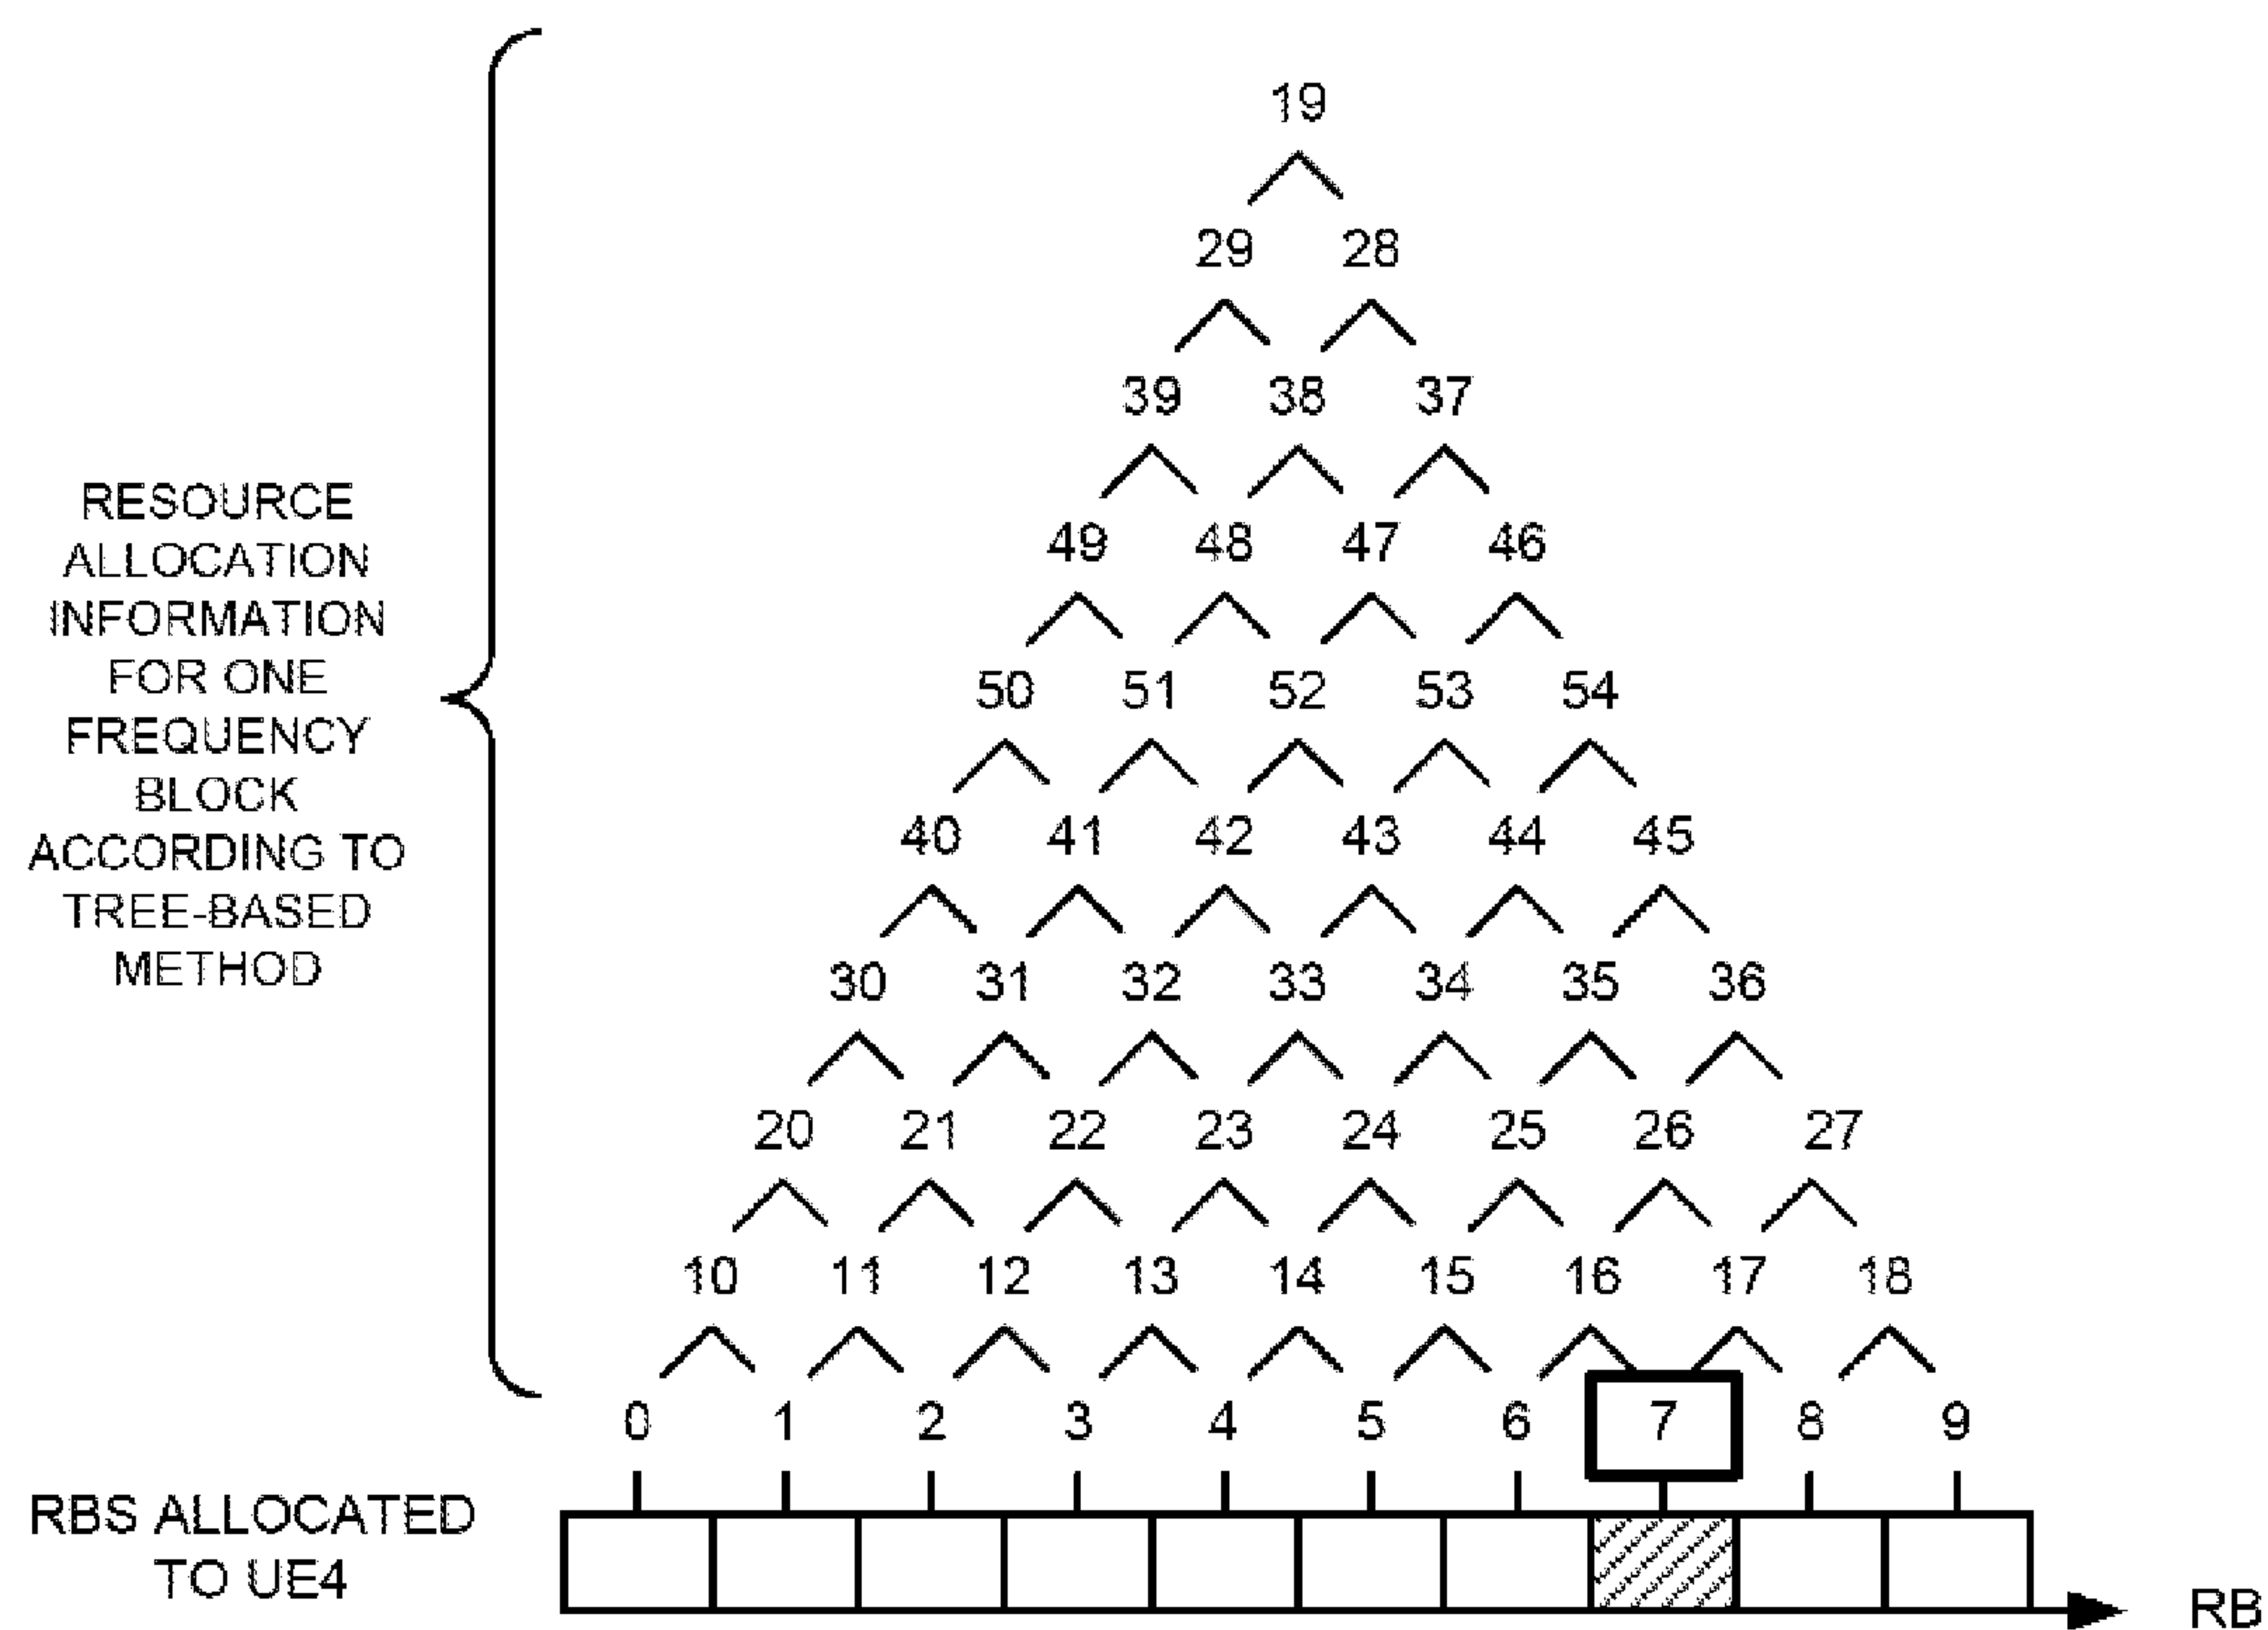 19
29 28
39 38 37
49 48 47 46
50 51 52 53 54
40 41 42 43 44 45
30 31 32 33 34 35 36
20 21 22 23 24 25 26 27
10 11 12 13 14 15 16 17 18
0 1 2 3 4 5 6 7 8 9
RESOURCE
ALLOCATION
INFORMATION
FOR ONE
FREQUENCY
BLOCK
ACCORDING TO
TREE-BASED
METHOD
RBS ALLOCATED
TO UE4
RB